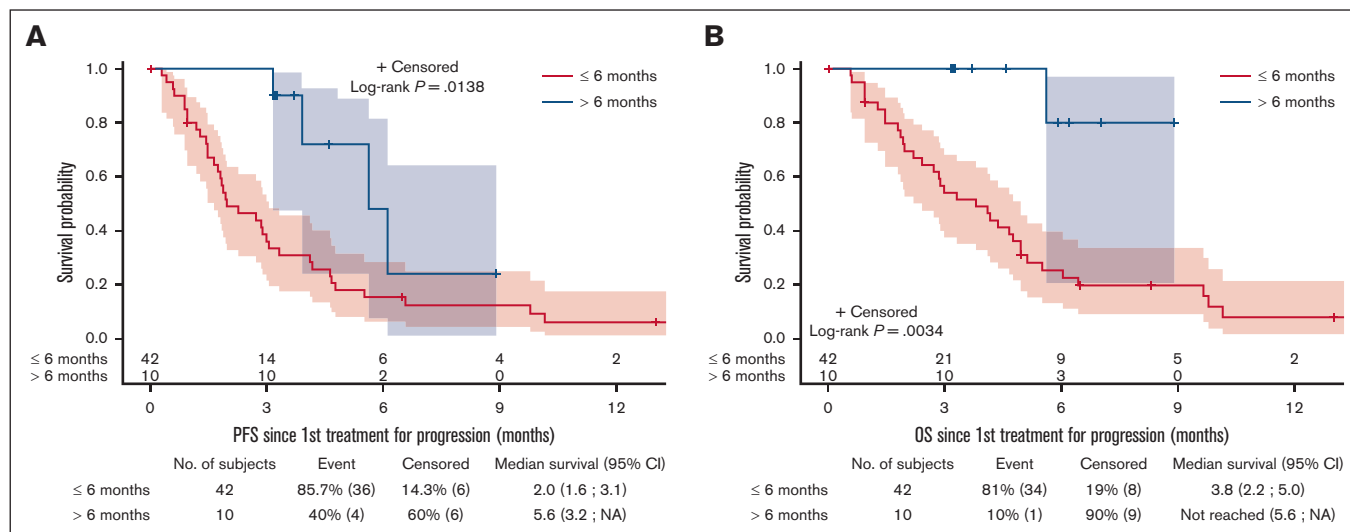 A
+ Censored
Log-rank P = .0138
≤ 6 months
> 6 months
Survival probability
1.0
0.8
0.6
0.4
0.2
0.0
≤ 6 months 42 14 6 4 2
> 6 months 10 10 2 0
0 3 6 9 12
PFS since 1st treatment for progression (months)
No. of subjects Event Censored Median survival (95% CI)
≤ 6 months 42 85.7% (36) 14.3% (6) 2.0 (1.6 ; 3.1)
> 6 months 10 40% (4) 60% (6) 5.6 (3.2 ; NA)
B
≤ 6 months
> 6 months
Survival probability
1.0
0.8
0.6
0.4
0.2
0.0
+ Censored
Log-rank P = .0034
≤ 6 months 42 21 9 5 2
> 6 months 10 10 3 0
0 3 6 9 12
OS since 1st treatment for progression (months)
No. of subjects Event Censored Median survival (95% CI)
≤ 6 months 42 81% (34) 19% (8) 3.8 (2.2 ; 5.0)
> 6 months 10 10% (1) 90% (9) Not reached (5.6 ; NA)